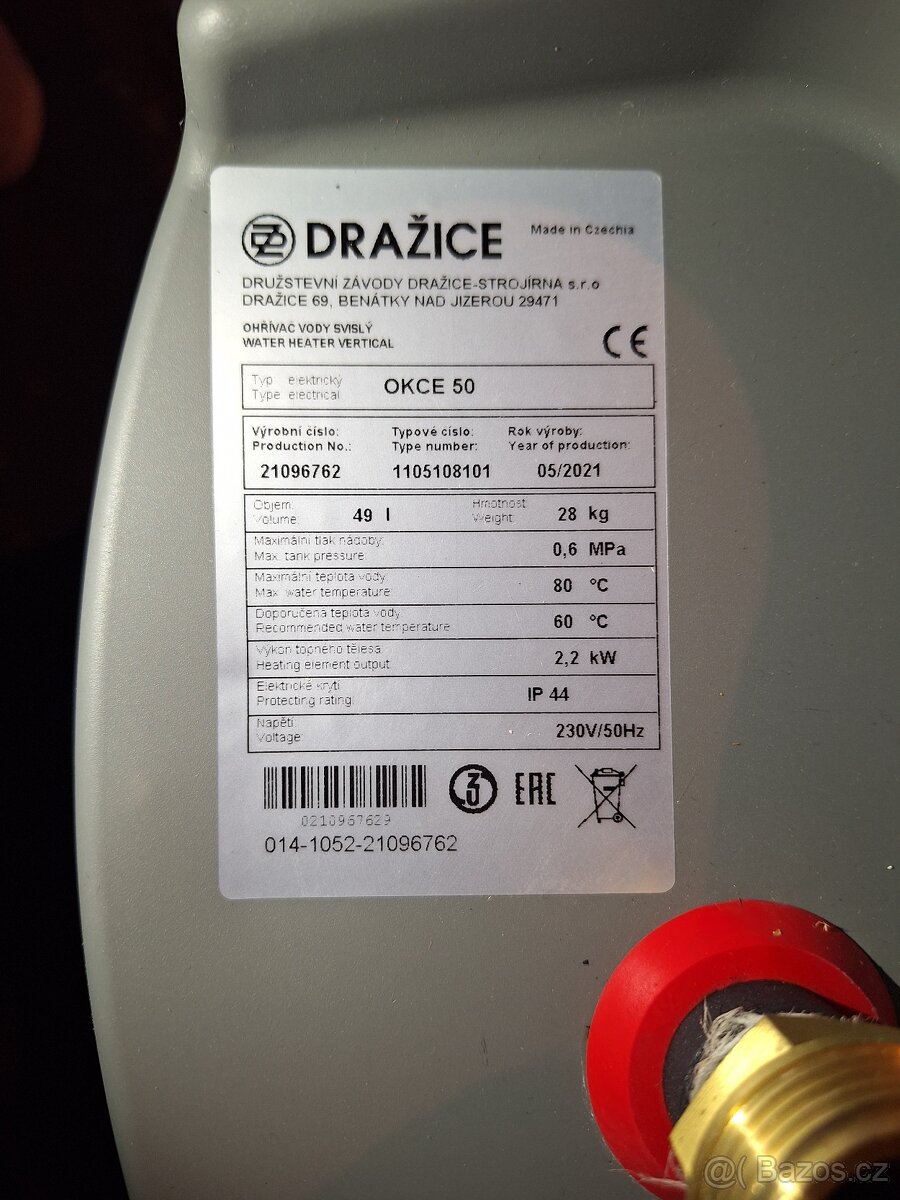 DRAŽICE
Made in Czechia
DRUŽSTEVNÍ ZÁVODY DRAŽICE-STROJÍRNA s.r.o
DRAŽICE 69, BENÁTKY NAD JIZEROU 29471
OHŘÍVAČ VODY SVISLÝ
WATER HEATER VERTICAL
CE
Typ elektrický
Type electrical
OKCE 50
Výrobní číslo: Typové číslo: Rok výroby:
Production No.: Type number: Year of production:
21096762 1105108101 05/2021
Objem: Hmotnost:
Volume: 49 l Weight: 28 kg
Maximální tlak nádoby:
Max. tank pressure: 0,6 MPa
Maximální teplota vody:
Max. water temperature: 80 °C
Doporučená teplota vody:
Recommended water temperature: 60 °C
Výkon topného tělesa:
Heating element output: 2,2 kW
Elektrické krytí:
Protecting rating: IP 44
Napětí:
Voltage: 230V/50Hz
EAC
0210967629
014-1052-21096762
@( Bazos.cz